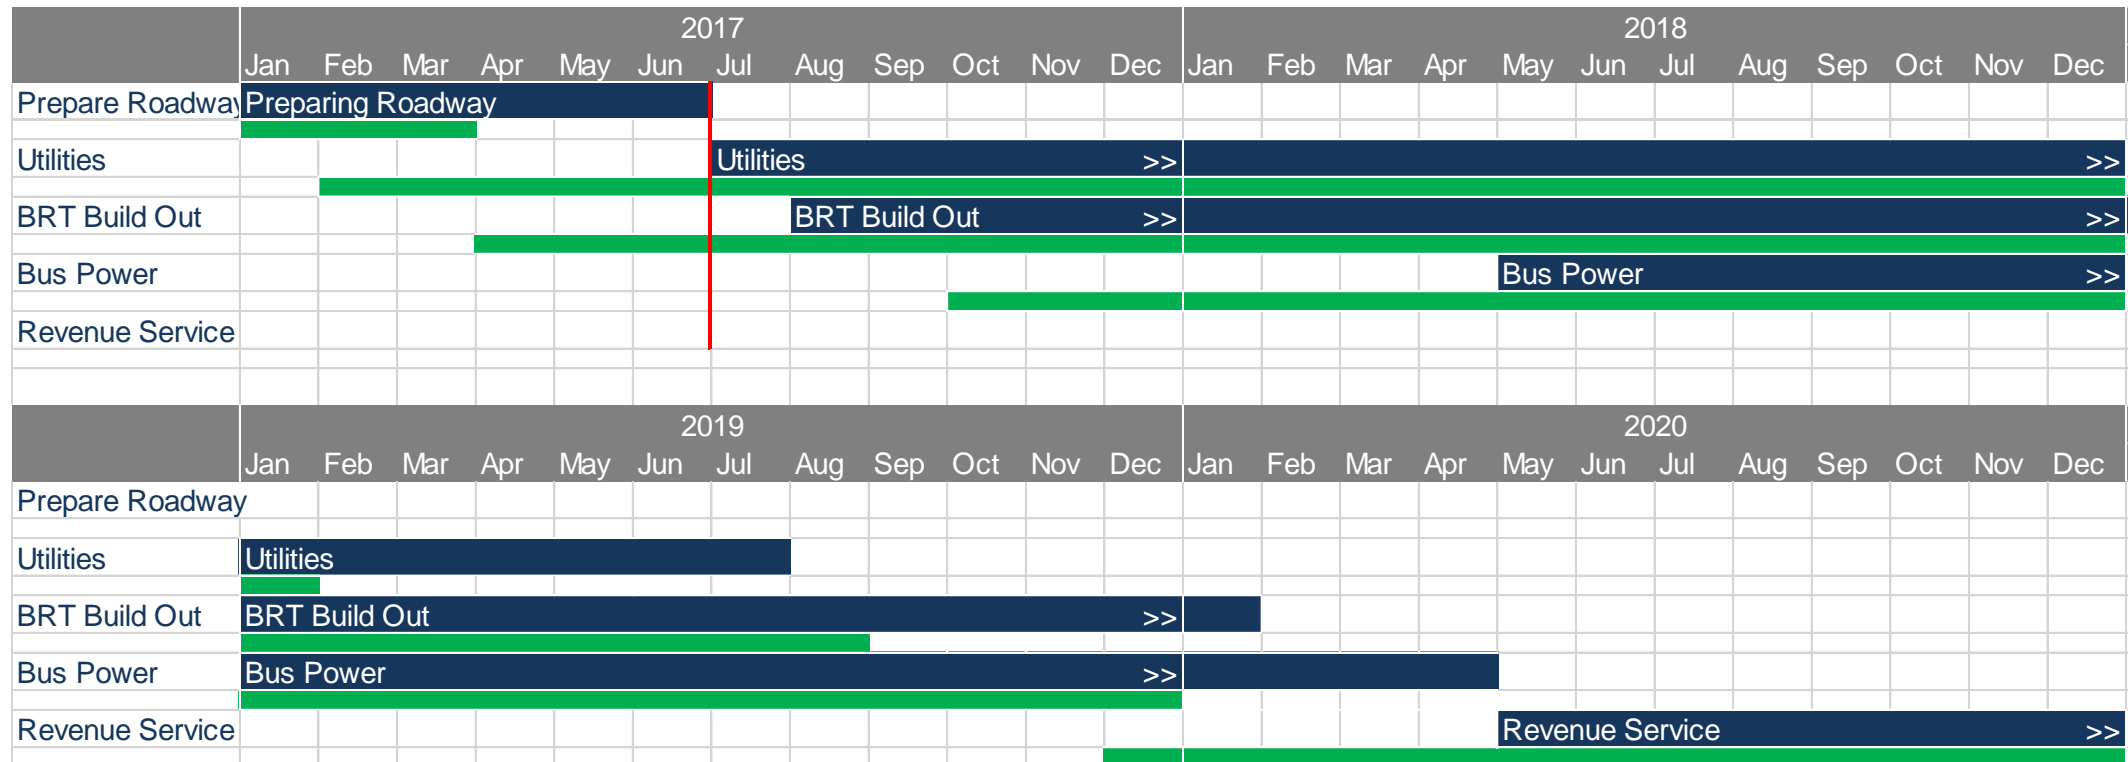 2017 2018
Jan Feb Mar Apr May Jun Jul Aug Sep Oct Nov Dec Jan Feb Mar Apr May Jun Jul Aug Sep Oct Nov Dec
Prepare Roadway Preparing Roadway
Utilities Utilities >> >>
BRT Build Out BRT Build Out >> >>
Bus Power Bus Power >>
Revenue Service
2019 2020
Jan Feb Mar Apr May Jun Jul Aug Sep Oct Nov Dec Jan Feb Mar Apr May Jun Jul Aug Sep Oct Nov Dec
Prepare Roadway
Utilities Utilities
BRT Build Out BRT Build Out >>
Bus Power Bus Power >>
Revenue Service Revenue Service >>